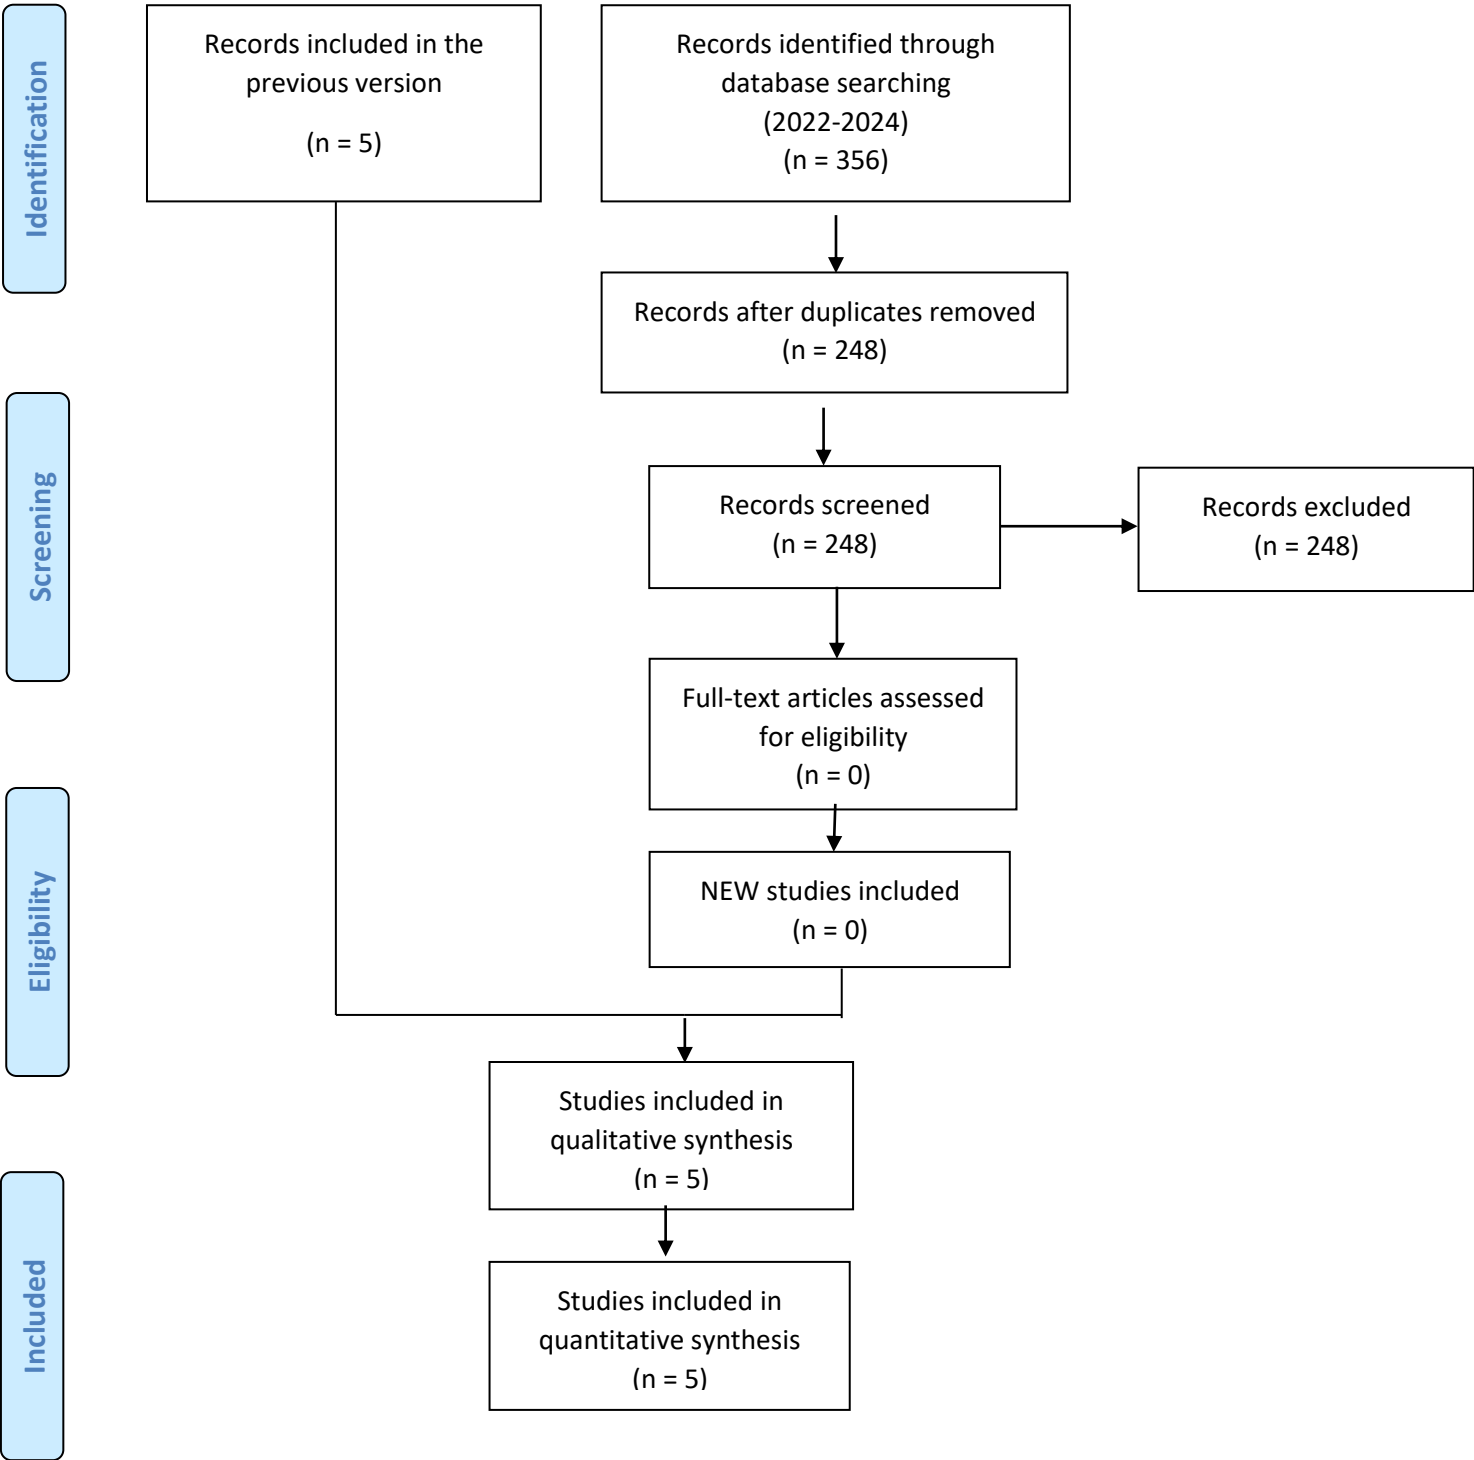 Identification
Records included in the
previous version
(n = 5)
Records identified through
database searching
(2022-2024)
(n = 356)
Records after duplicates removed
(n = 248)
Screening
Records screened
(n = 248)
Records excluded
(n = 248)
Full-text articles assessed
for eligibility
(n = 0)
Eligibility
NEW studies included
(n = 0)
Studies included in
qualitative synthesis
(n = 5)
Included
Studies included in
quantitative synthesis
(n = 5)